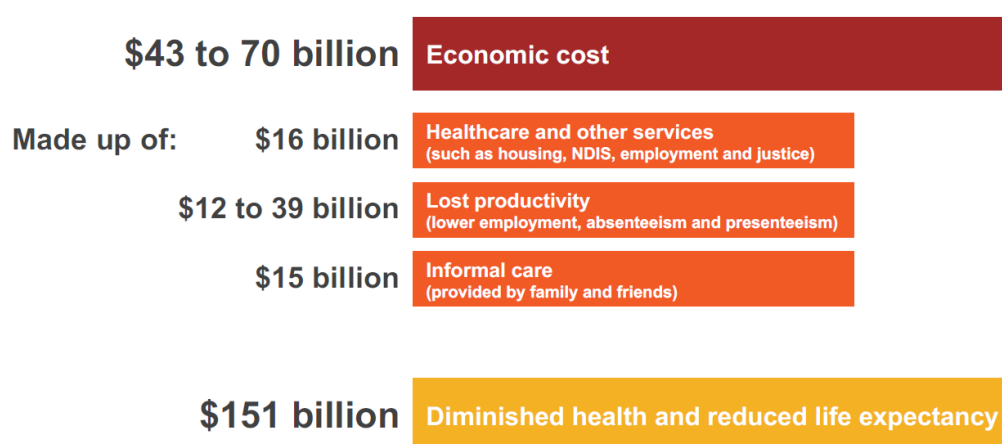 $43 to 70 billion Economic cost
Made up of: $16 billion Healthcare and other services
(such as housing, NDIS, employment and justice)
$12 to 39 billion Lost productivity
(lower employment, absenteeism and presenteeism)
$15 billion Informal care
(provided by family and friends)
$151 billion Diminished health and reduced life expectancy